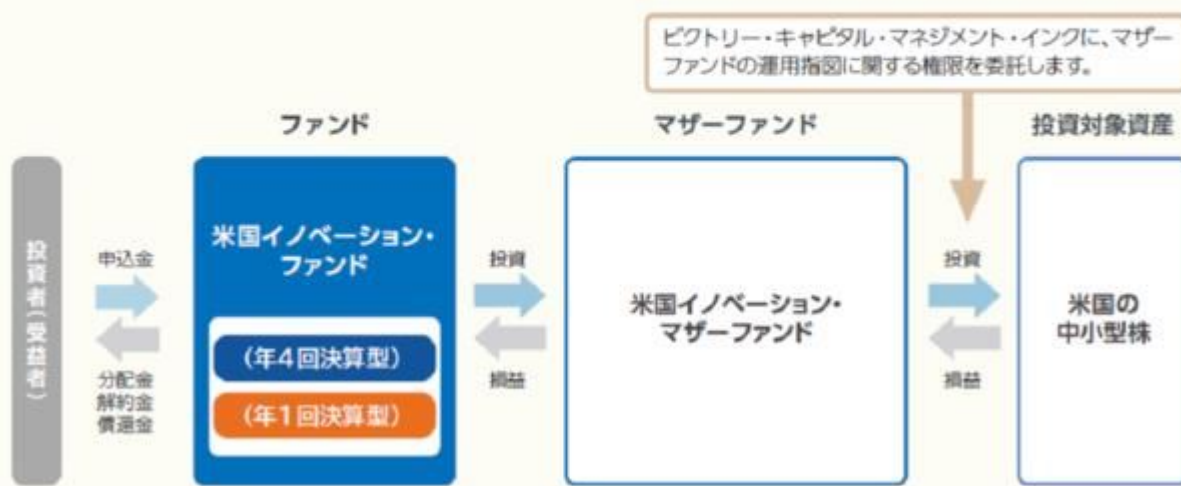 ビクトリー・キャピタル・マネジメント・インクに、マザー
ファンドの運用指図に関する権限を委託します。
ファンド
マザーファンド
投資対象資産
投資者(受益者)
申込金
分配金
解約金
償還金
米国イノベーション・
ファンド
(年4回決算型)
(年1回決算型)
投資
損益
米国イノベーション・
マザーファンド
投資
損益
米国の
中小型株